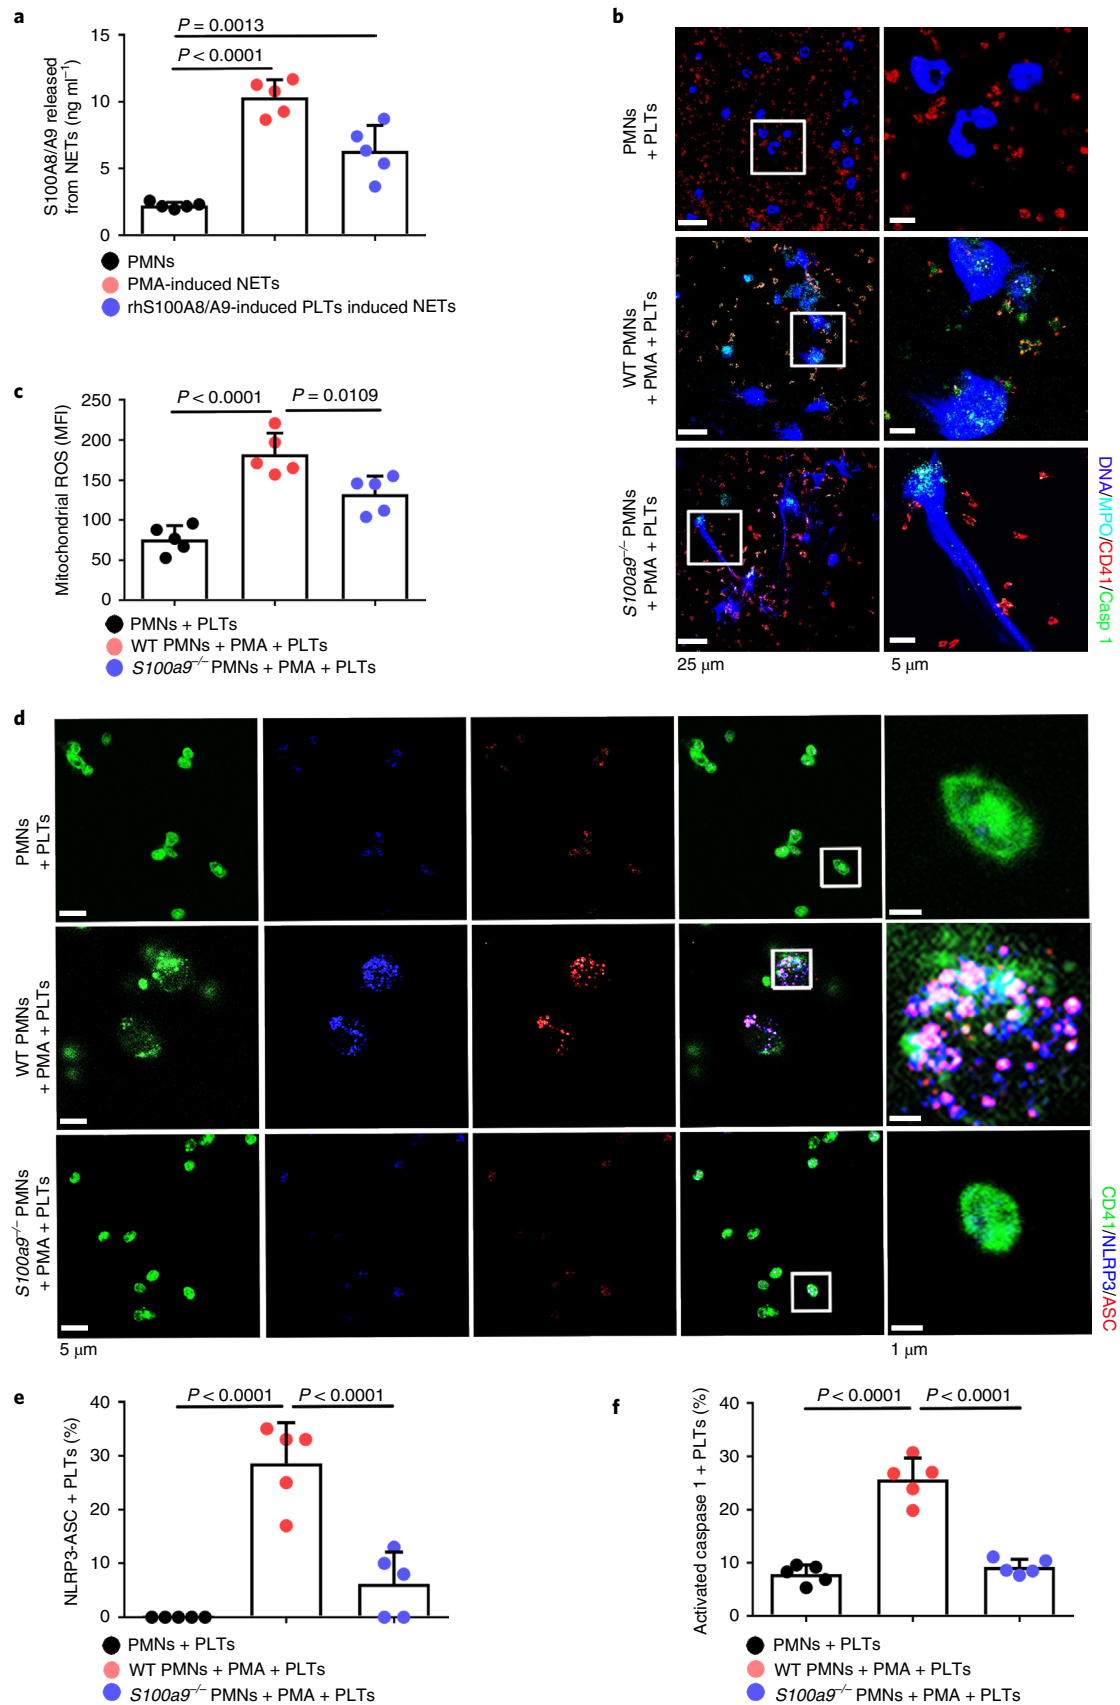 a
P = 0.0013
P < 0.0001
15
10
5
0
S100A8/A9 released
from NETs (ng ml⁻¹)
PMNs
PMA-induced NETs
rhS100A8/A9-induced PLTs induced NETs
b
PMNs
+ PLTs
WT PMNs
+ PMA + PLTs
S100a9⁻/⁻ PMNs
+ PMA + PLTs
25 μm
5 μm
DNA/MPO/CD41/Casp 1
c
P < 0.0001
P = 0.0109
250
200
150
100
50
0
Mitochondrial ROS (MFI)
PMNs + PLTs
WT PMNs + PMA + PLTs
S100a9⁻/⁻ PMNs + PMA + PLTs
d
PMNs
+ PLTs
WT PMNs
+ PMA + PLTs
S100a9⁻/⁻ PMNs
+ PMA + PLTs
5 μm
1 μm
CD41/NLRP3/ASC
e
P < 0.0001
P < 0.0001
40
30
20
10
0
NLRP3-ASC + PLTs (%)
PMNs + PLTs
WT PMNs + PMA + PLTs
S100a9⁻/⁻ PMNs + PMA + PLTs
f
P < 0.0001
P < 0.0001
40
30
20
10
0
Activated caspase 1 + PLTs (%)
PMNs + PLTs
WT PMNs + PMA + PLTs
S100a9⁻/⁻ PMNs + PMA + PLTs